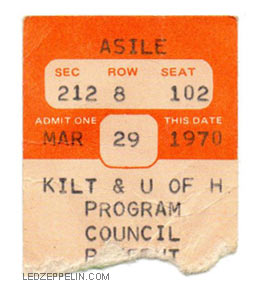 ASILE
SEC ROW SEAT
212 8 102
ADMIT ONE THIS DATE
MAR 29 1970
KILT & U OF H
PROGRAM
COUNCIL
LEDZEPPELIN.COM